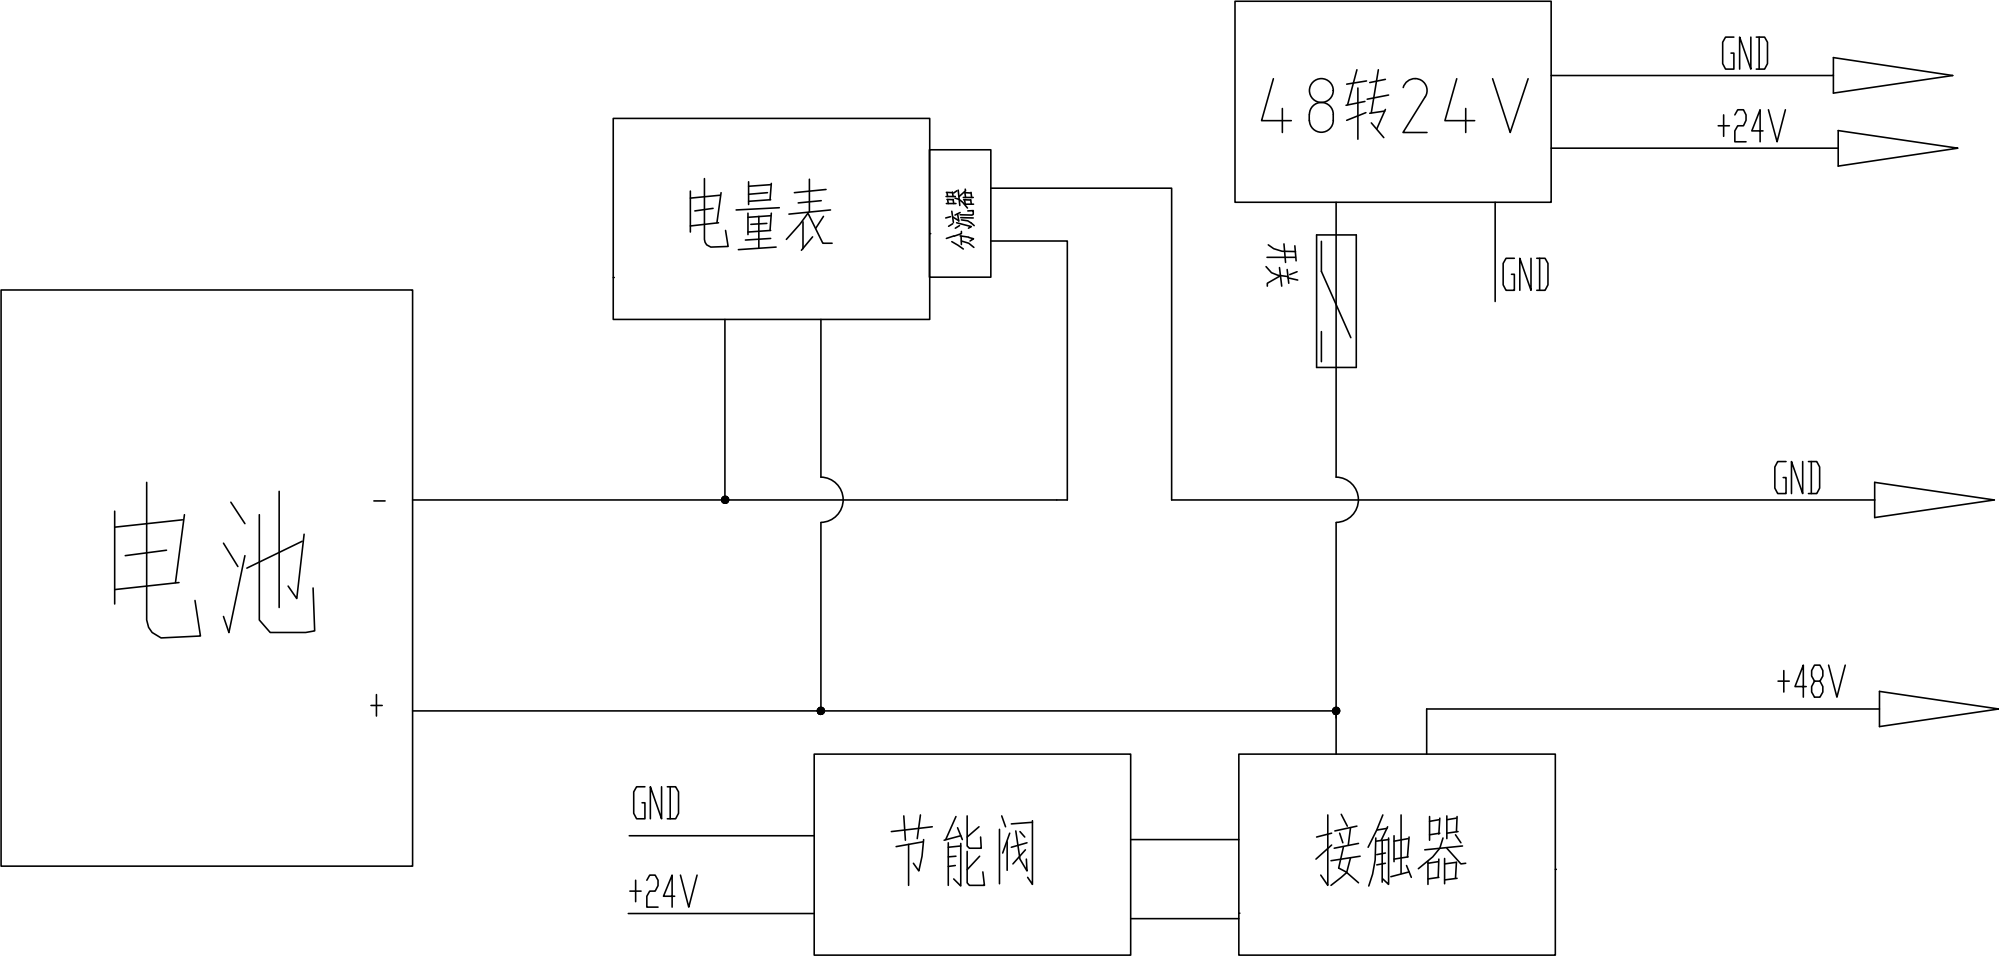 GND
48转24V
+24V
电量表
分流器
开关
GND
电池
-
GND
+
+48V
GND
节能阀
接触器
+24V